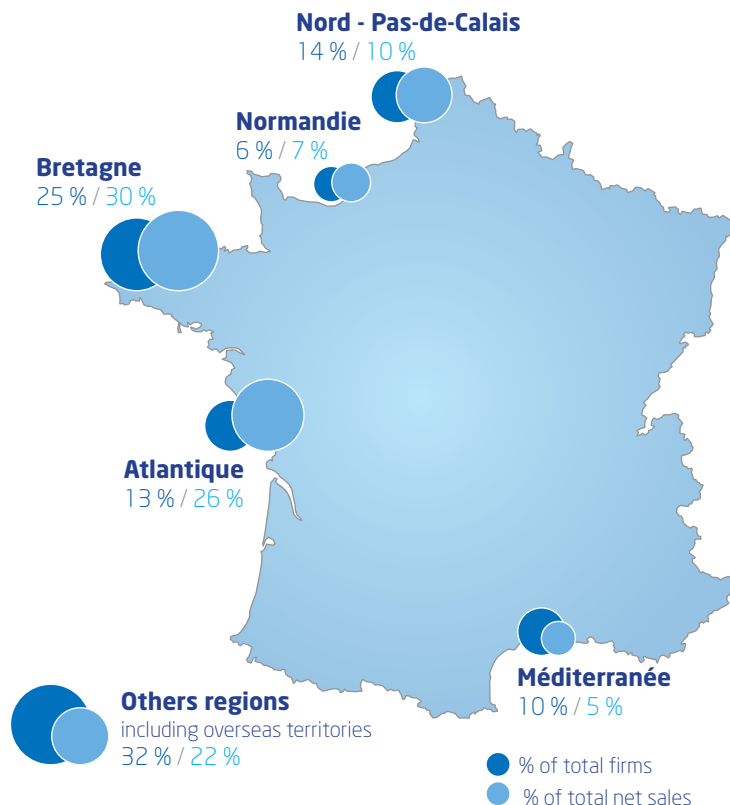 Nord - Pas-de-Calais
14 % / 10 %
Normandie
6 % / 7 %
Bretagne
25 % / 30 %
Atlantique
13 % / 26 %
Méditerranée
10 % / 5 %
Others regions
including overseas territories
32 % / 22 %
% of total firms
% of total net sales